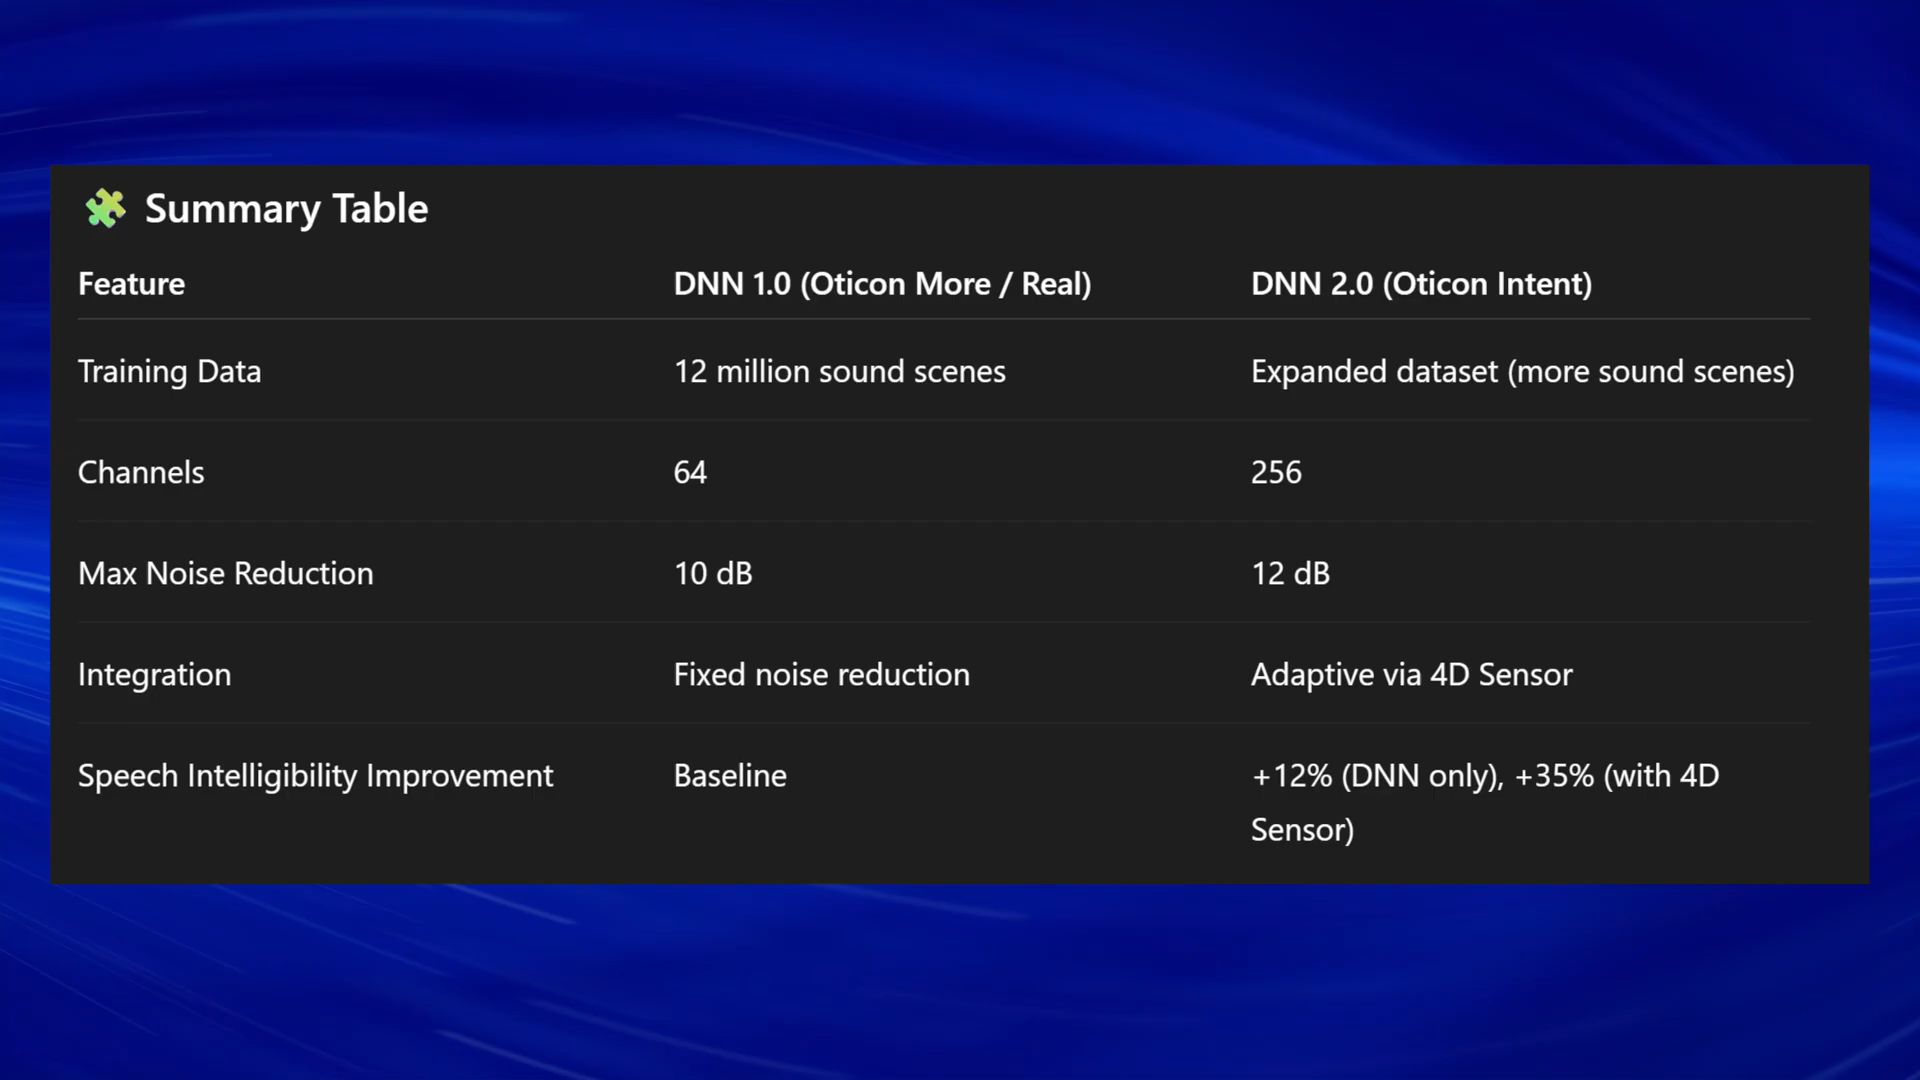 Summary Table
Feature DNN 1.0 (Oticon More / Real) DNN 2.0 (Oticon Intent)
Training Data 12 million sound scenes Expanded dataset (more sound scenes)
Channels 64 256
Max Noise Reduction 10 dB 12 dB
Integration Fixed noise reduction Adaptive via 4D Sensor
Speech Intelligibility Improvement Baseline +12% (DNN only), +35% (with 4D
Sensor)